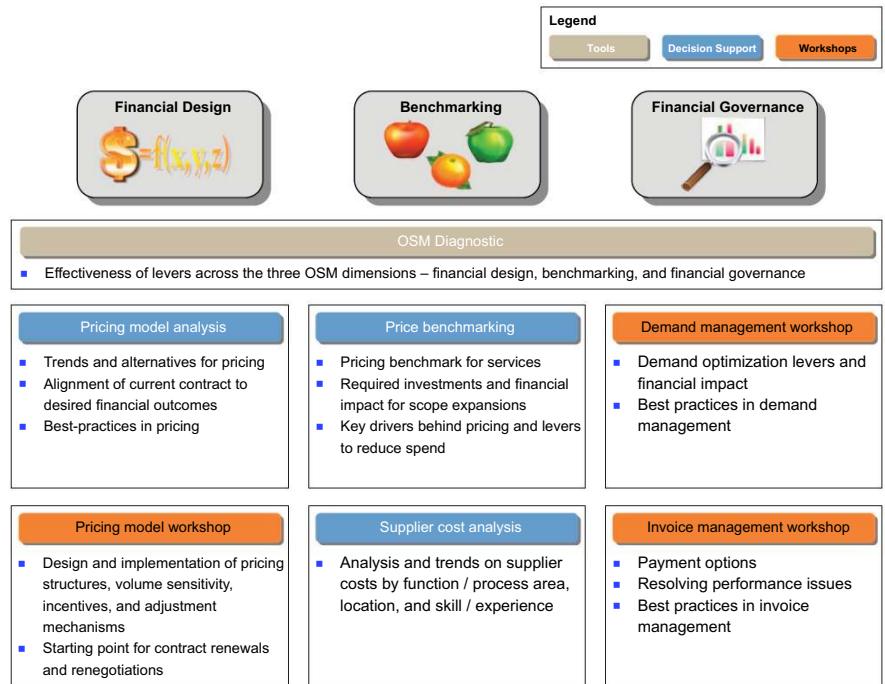 Legend
Tools
Decision Support
Workshops
Financial Design
$=f(x,y,z)
Benchmarking
Financial Governance
OSM Diagnostic
Effectiveness of levers across the three OSM dimensions – financial design, benchmarking, and financial governance
Pricing model analysis
Trends and alternatives for pricing
Alignment of current contract to
desired financial outcomes
Best-practices in pricing
Price benchmarking
Pricing benchmark for services
Required investments and financial
impact for scope expansions
Key drivers behind pricing and levers
to reduce spend
Demand management workshop
Demand optimization levers and
financial impact
Best practices in demand
management
Pricing model workshop
Design and implementation of pricing
structures, volume sensitivity,
incentives, and adjustment
mechanisms
Starting point for contract renewals
and renegotiations
Supplier cost analysis
Analysis and trends on supplier
costs by function / process area,
location, and skill / experience
Invoice management workshop
Payment options
Resolving performance issues
Best practices in invoice
management